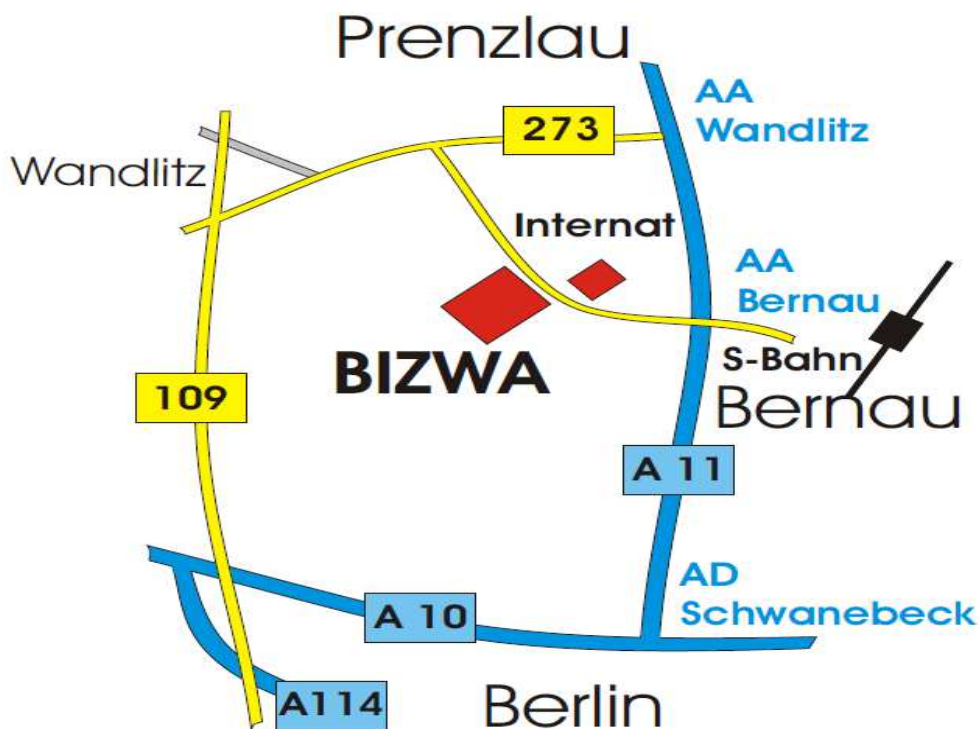 Prenzlau
AA
Wandlitz
273
Wandlitz
Internat
AA
Bernau
S-Bahn
BIZWA
Bernau
109
A 11
AD
Schwanebeck
A 10
A114
Berlin